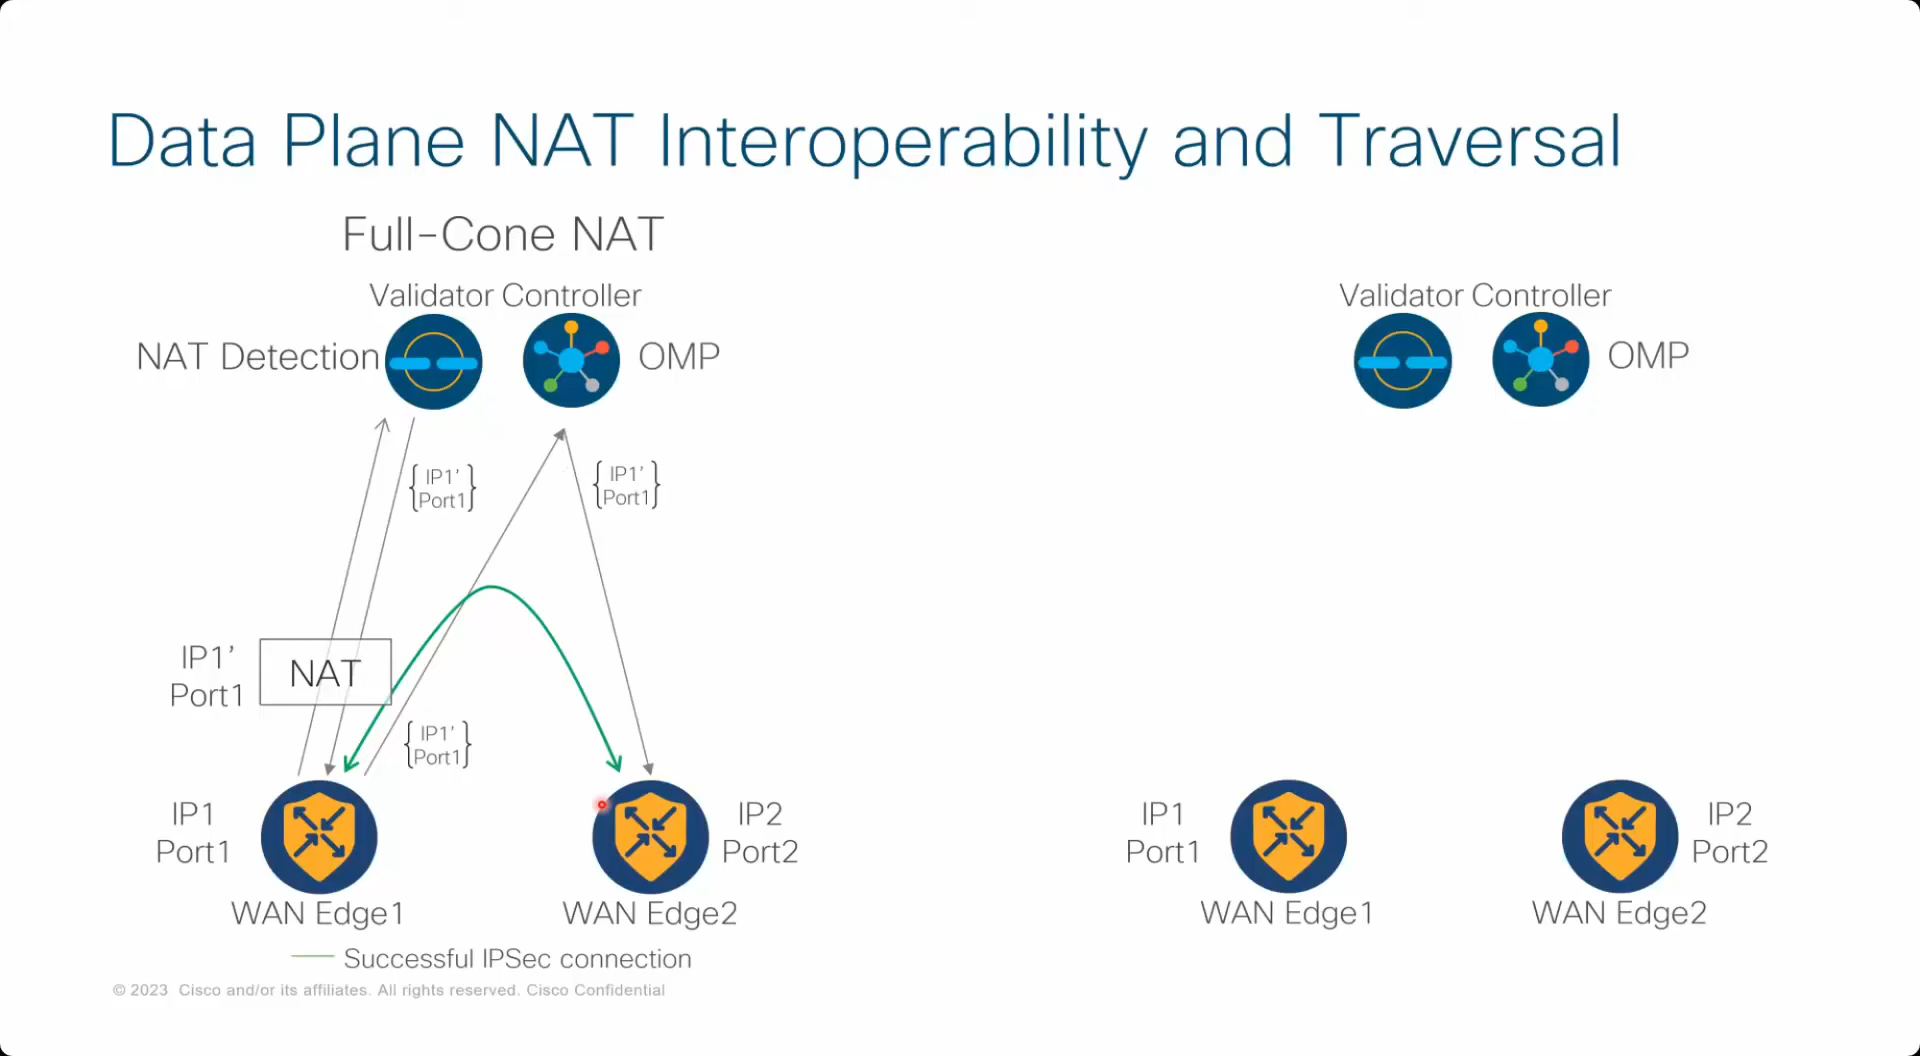 Data Plane NAT Interoperability and Traversal
Full-Cone NAT
Validator Controller
NAT Detection
OMP
{IP1’
Port1}
{IP1’
Port1}
IP1’
Port1
NAT
{IP1’
Port1}
IP1
Port1
IP2
Port2
WAN Edge1
WAN Edge2
Successful IPSec connection
Validator Controller
OMP
IP1
Port1
IP2
Port2
WAN Edge1
WAN Edge2
© 2023 Cisco and/or its affiliates. All rights reserved. Cisco Confidential